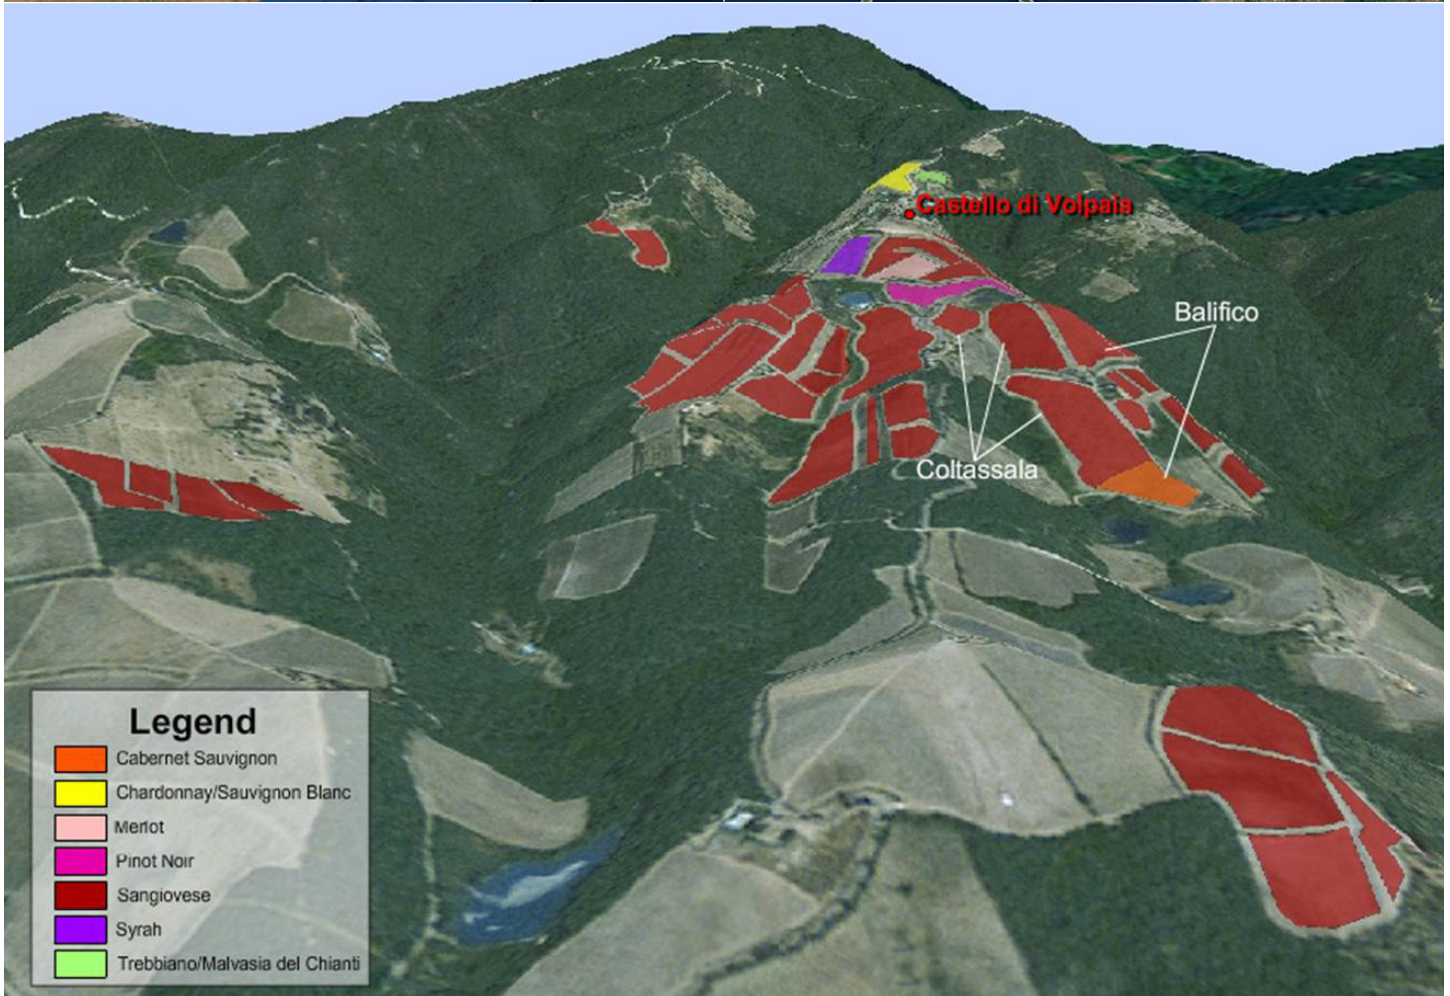 Castello di Volpaia
Balifico
Coltassala
Legend
Cabernet Sauvignon
Chardonnay/Sauvignon Blanc
Merlot
Pinot Noir
Sangiovese
Syrah
Trebbiano/Malvasia del Chianti